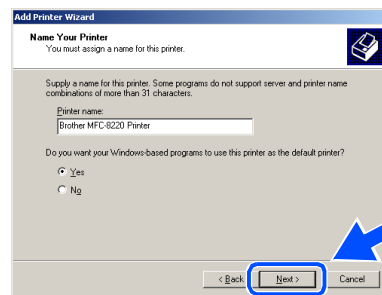 Add Printer Wizard
Name Your Printer
You must assign a name for this printer.
Supply a name for this printer. Some programs do not support server and printer name
combinations of more than 31 characters.
Printer name:
Brother MFC-8220 Printer
Do you want your Windows-based programs to use this printer as the default printer?
Yes
No
< Back
Next >
Cancel